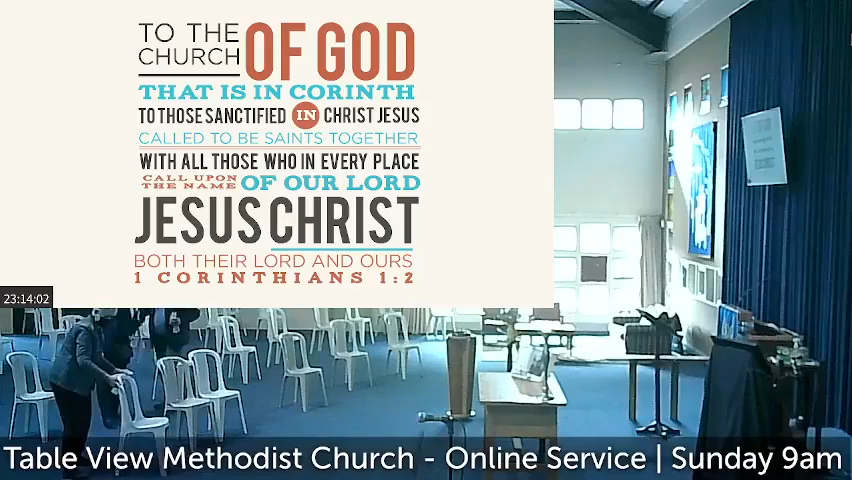 TO THE
CHURCH
OF GOD
THAT IS IN CORINTH
TO THOSE SANCTIFIED IN CHRIST JESUS
CALLED TO BE SAINTS TOGETHER
WITH ALL THOSE WHO IN EVERY PLACE
CALL UPON
THE NAME
OF OUR LORD
JESUS CHRIST
BOTH THEIR LORD AND OURS
1 CORINTHIANS 1:2
23:14:02
Table View Methodist Church - Online Service | Sunday 9am